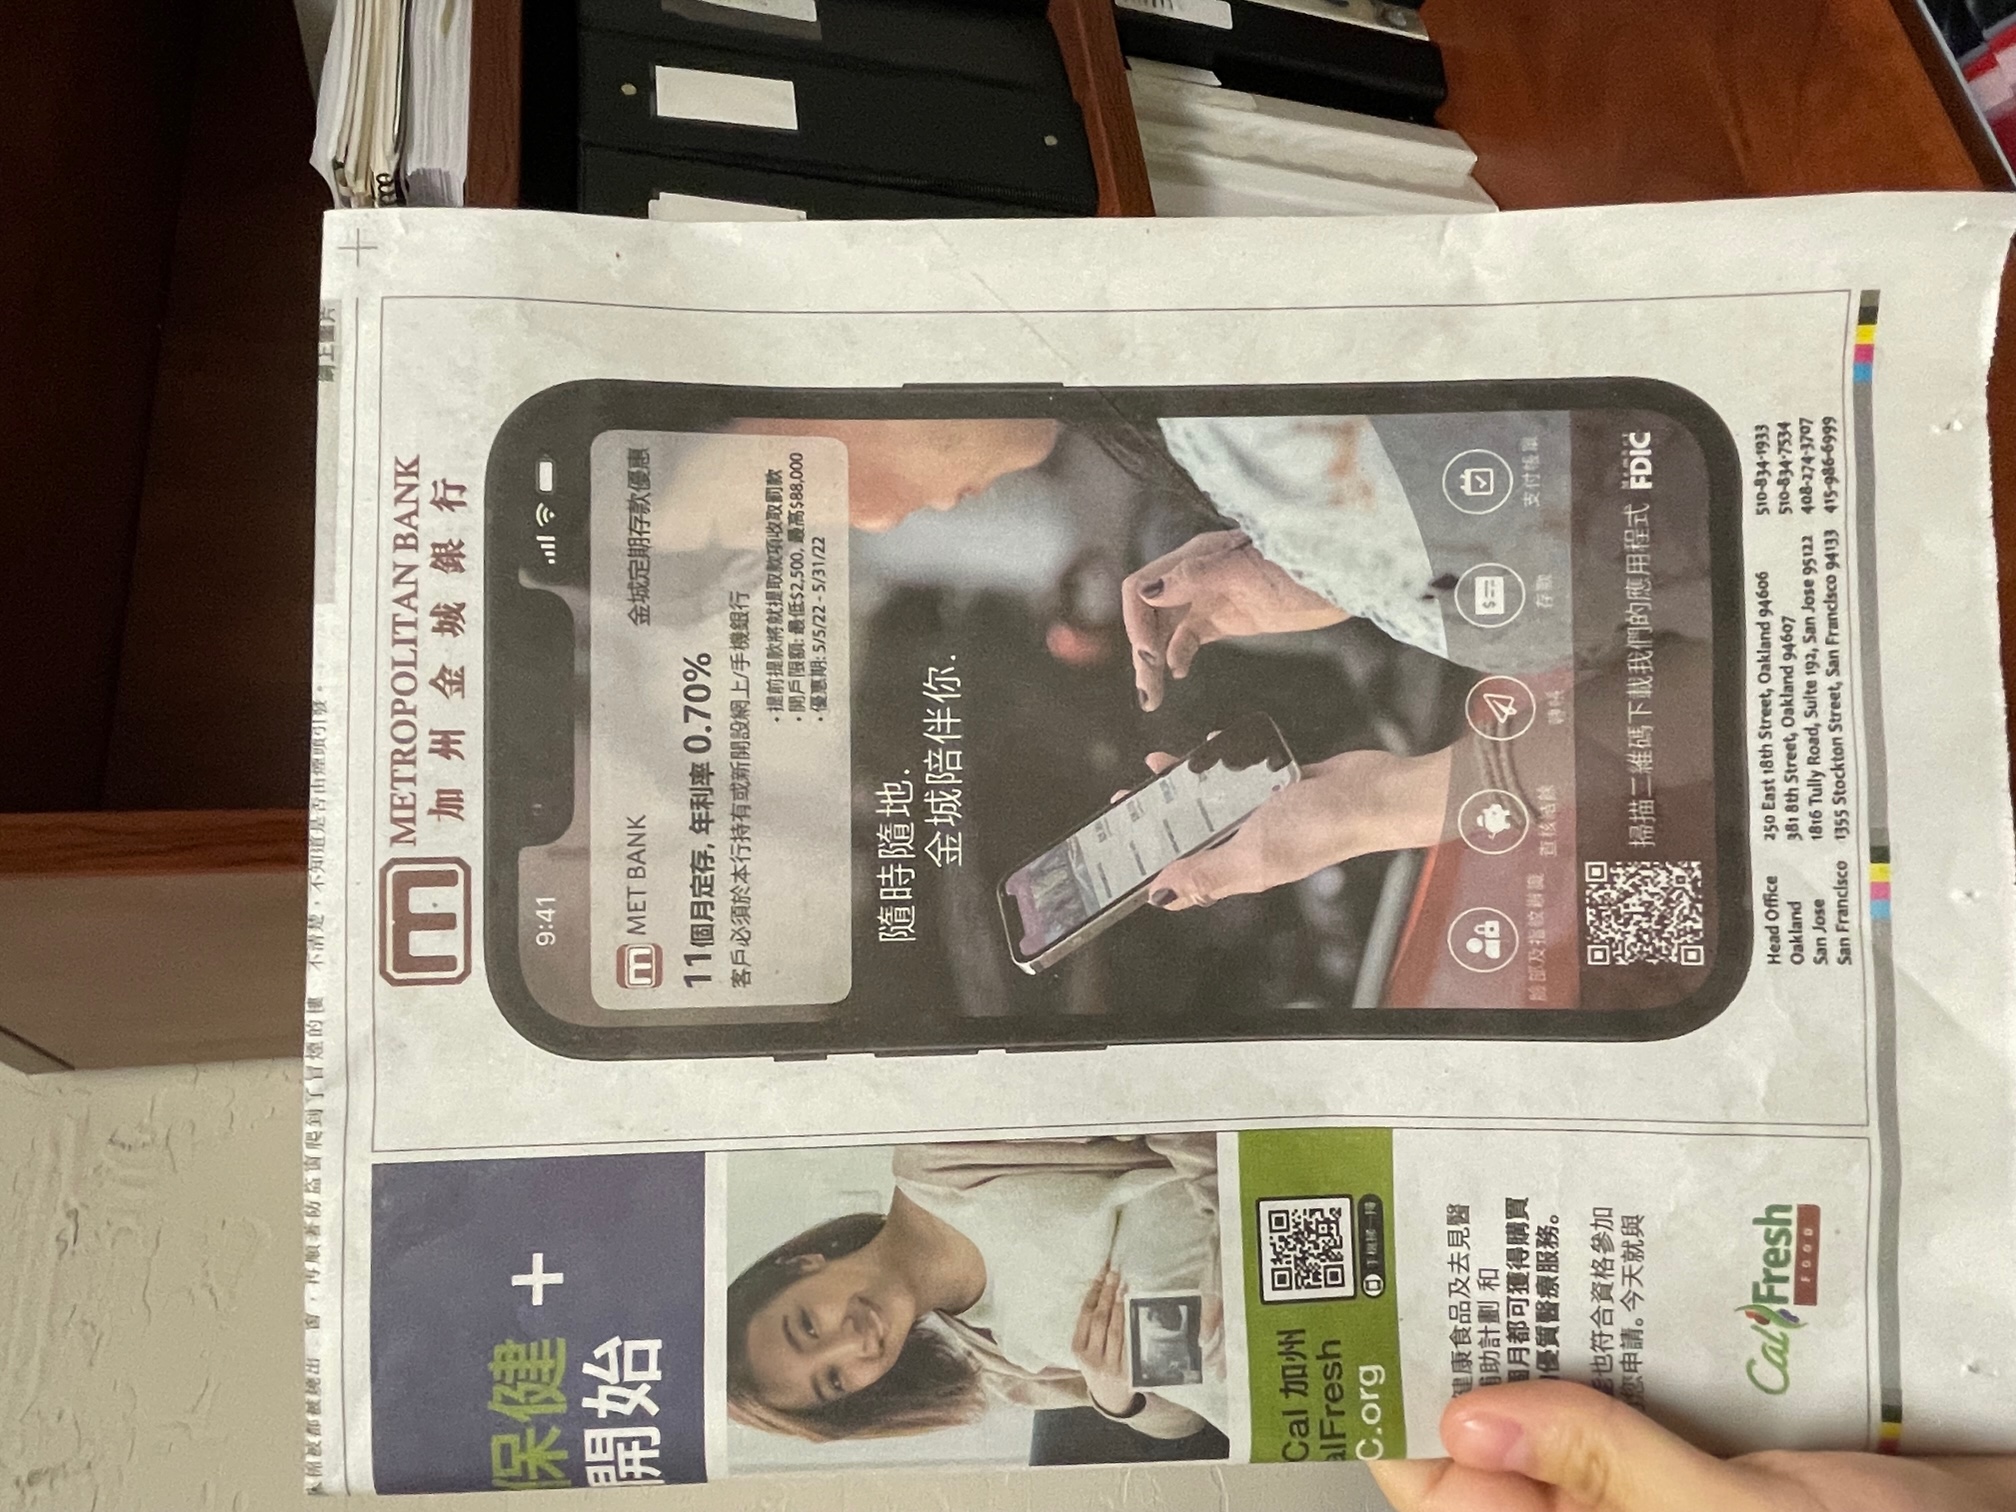 窗，再順著防盜窗爬到了冒煙的樓
不清楚，不知道是否由煙頭引發。
網上圖片
保健 +
開始
Cal 加州
alFresh
C.org
手機掃一掃
健康食品及去見醫
補助計劃 和
個月都可獲得購買
優質醫療服務。
也符合資格參加
您申請。今天就與
CalFresh
FOOD
m METROPOLITAN BANK
加州金城銀行
9:41
m MET BANK 金城定期存款優惠
11個月定存, 年利率 0.70%
客戶必須於本行持有或新開設網上/手機銀行
• 提前提款將就提取款項收取罰款
• 開戶限額: 最低$2,500, 最高$88,000
• 優惠期: 5/5/22 - 5/31/22
隨時隨地.
金城陪伴你.
臉部及指紋辯識 查核結餘 轉帳 存款 支付帳單
掃描二維碼下載我們的應用程式 Member FDIC
Head Office 250 East 18th Street, Oakland 94606 510-834-1933
Oakland 381 8th Street, Oakland 94607 510-834-7534
San Jose 1816 Tully Road, Suite 192, San Jose 95122 408-274-3707
San Francisco 1355 Stockton Street, San Francisco 94133 415-986-6999